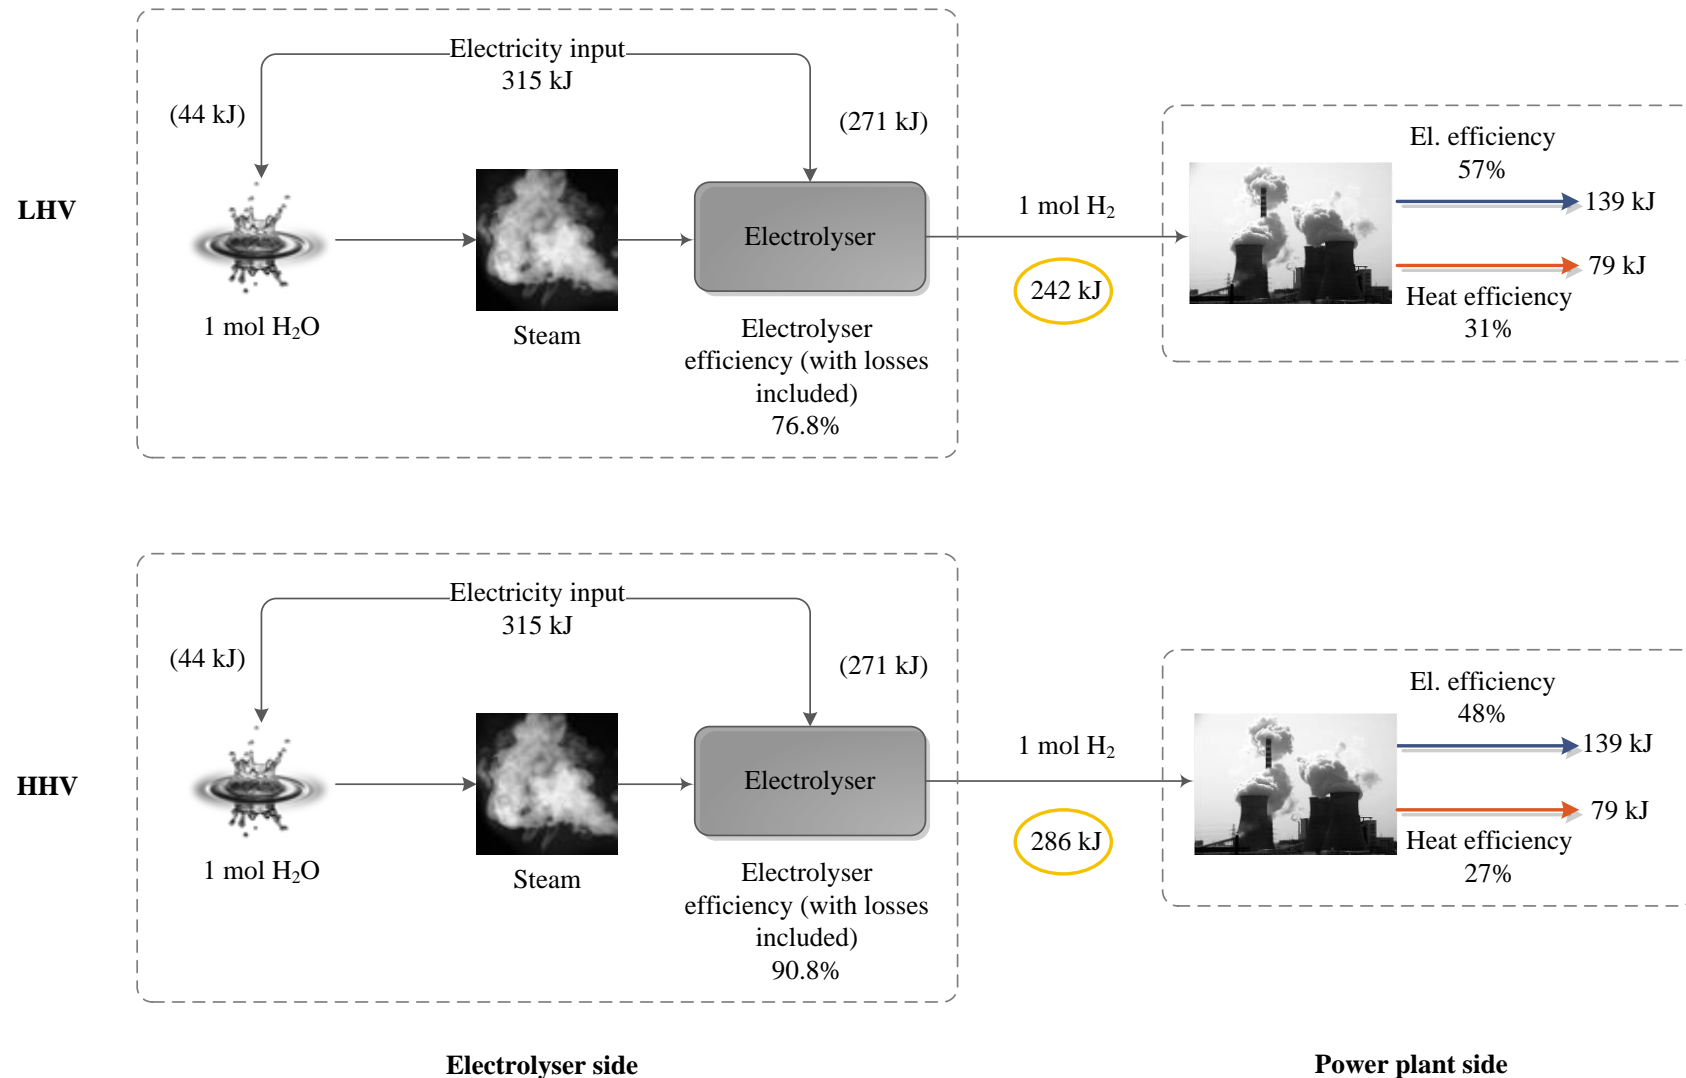 Electricity input
315 kJ
(44 kJ)
(271 kJ)
LHV
1 mol H₂O
Steam
Electrolyser
Electrolyser
efficiency (with losses
included)
76.8%
1 mol H₂
242 kJ
El. efficiency
57%
139 kJ
79 kJ
Heat efficiency
31%
Electricity input
315 kJ
(44 kJ)
(271 kJ)
HHV
1 mol H₂O
Steam
Electrolyser
Electrolyser
efficiency (with losses
included)
90.8%
1 mol H₂
286 kJ
El. efficiency
48%
139 kJ
79 kJ
Heat efficiency
27%
Electrolyser side
Power plant side